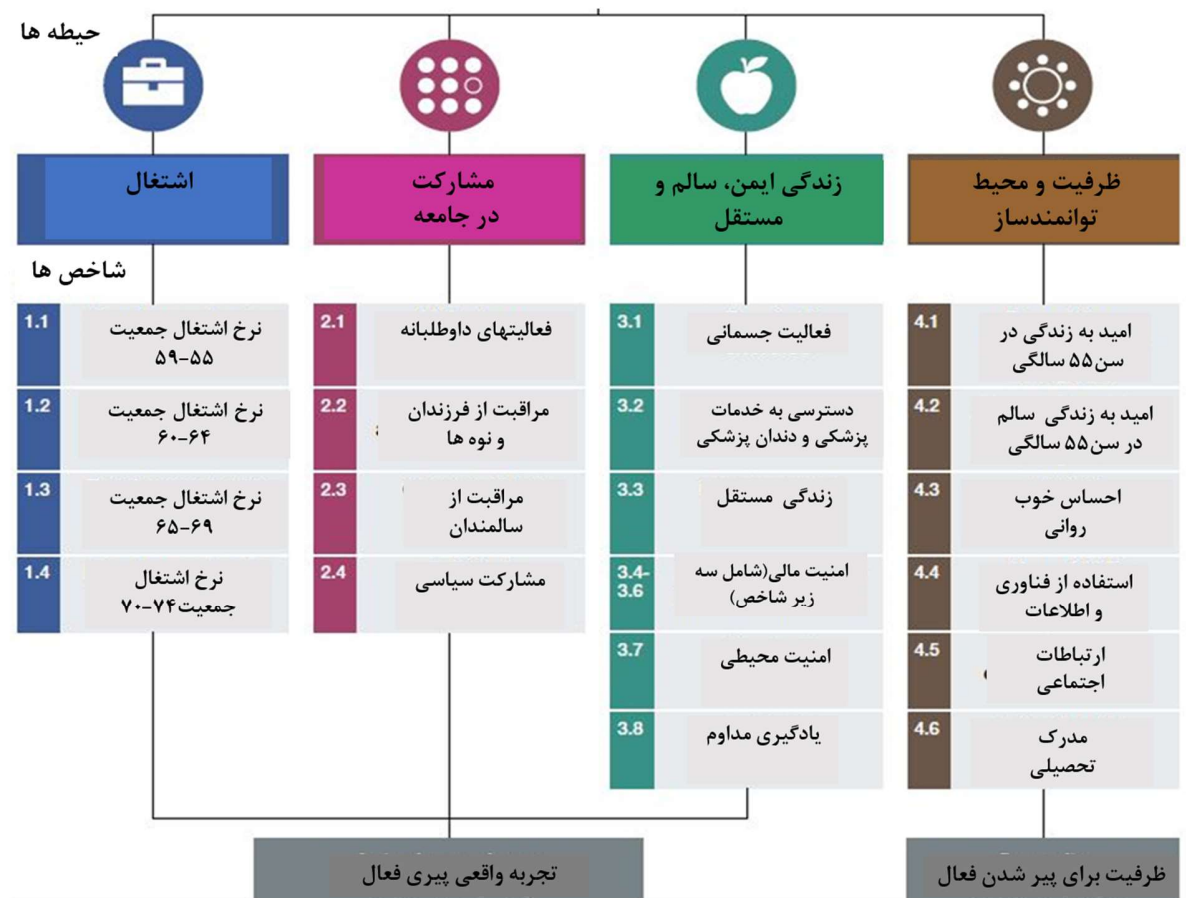 حیطه ها
اشتغال
مشارکت
در جامعه
زندگی ایمن، سالم و
مستقل
ظرفیت و محیط
توانمندساز
شاخص ها
1.1
نرخ اشتغال جمعیت
۵۵-۵۹
1.2
نرخ اشتغال جمعیت
۶۰-۶۴
1.3
نرخ اشتغال جمعیت
۶۵-۶۹
1.4
نرخ اشتغال
جمعیت۷۴-۷۰
2.1
فعالیتهای داوطلبانه
2.2
مراقبت از فرزندان
و نوه ها
2.3
مراقبت از
سالمندان
2.4
مشارکت سیاسی
3.1
فعالیت جسمانی
3.2
دسترسی به خدمات
پزشکی و دندان پزشکی
3.3
زندگی مستقل
3.4-
3.6
امنیت مالی(شامل سه
زیر شاخص)
3.7
امنیت محیطی
3.8
یادگیری مداوم
4.1
امید به زندگی در
سن۵۵ سالگی
4.2
امید به زندگی سالم
در سن۵۵ سالگی
4.3
احساس خوب
روانی
4.4
استفاده از فناوری
و اطلاعات
4.5
ارتباطات
اجتماعی
4.6
مدرک
تحصیلی
تجربه واقعی پیری فعال
ظرفیت برای پیر شدن فعال